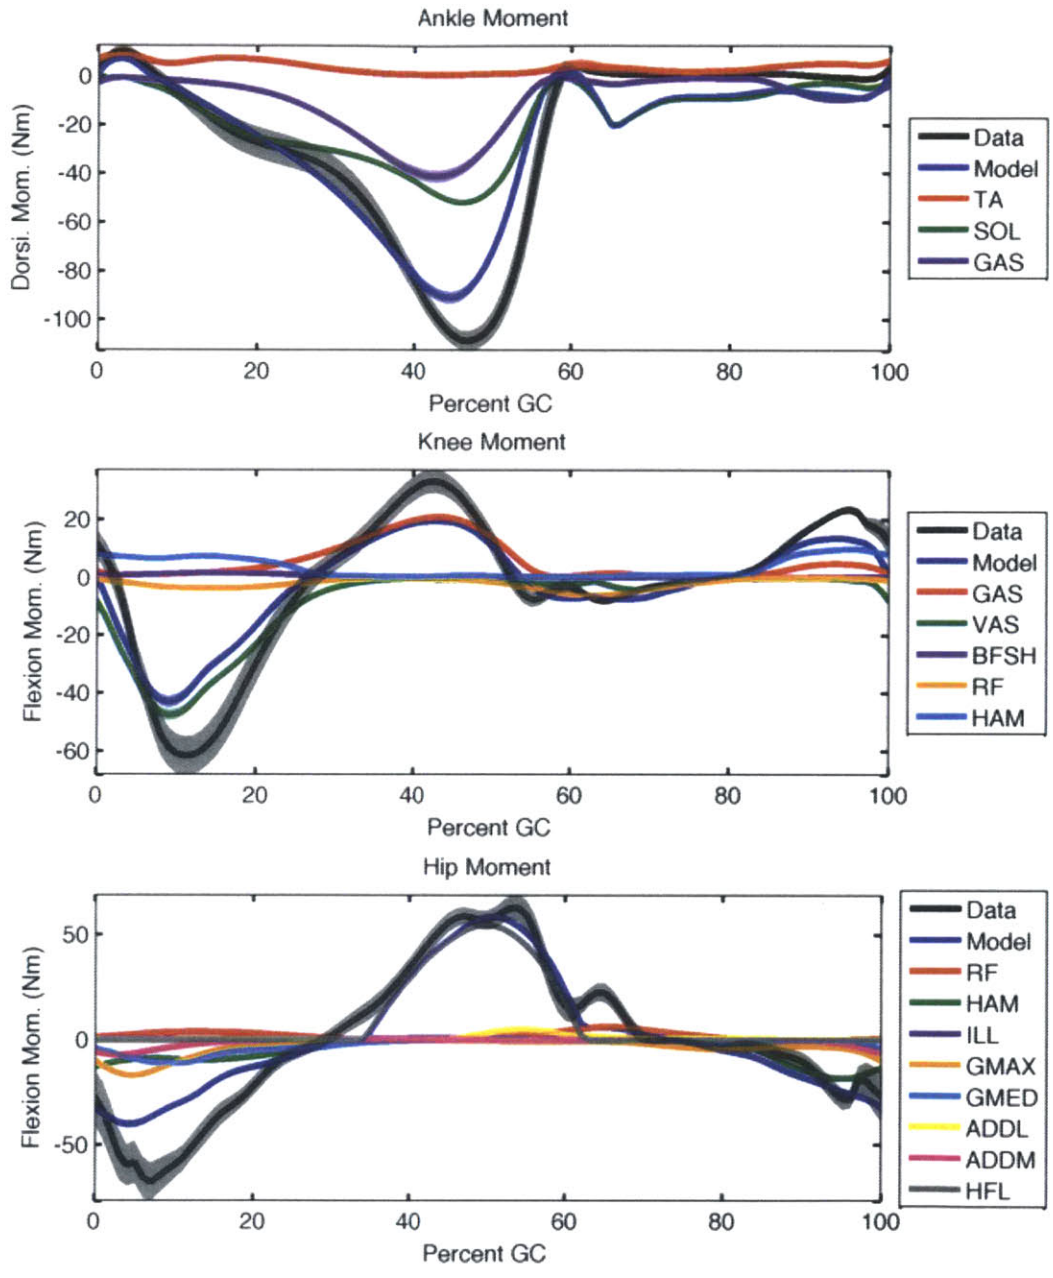 Ankle Moment
0
-20
-40
-60
-80
-100
Dorsi. Mom. (Nm)
0 20 40 60 80 100
Percent GC
Data
Model
TA
SOL
GAS
Knee Moment
20
0
-20
-40
-60
Flexion Mom. (Nm)
0 20 40 60 80 100
Percent GC
Data
Model
GAS
VAS
BFSH
RF
HAM
Hip Moment
50
0
-50
Flexion Mom. (Nm)
0 20 40 60 80 100
Percent GC
Data
Model
RF
HAM
ILL
GMAX
GMED
ADDL
ADDM
HFL